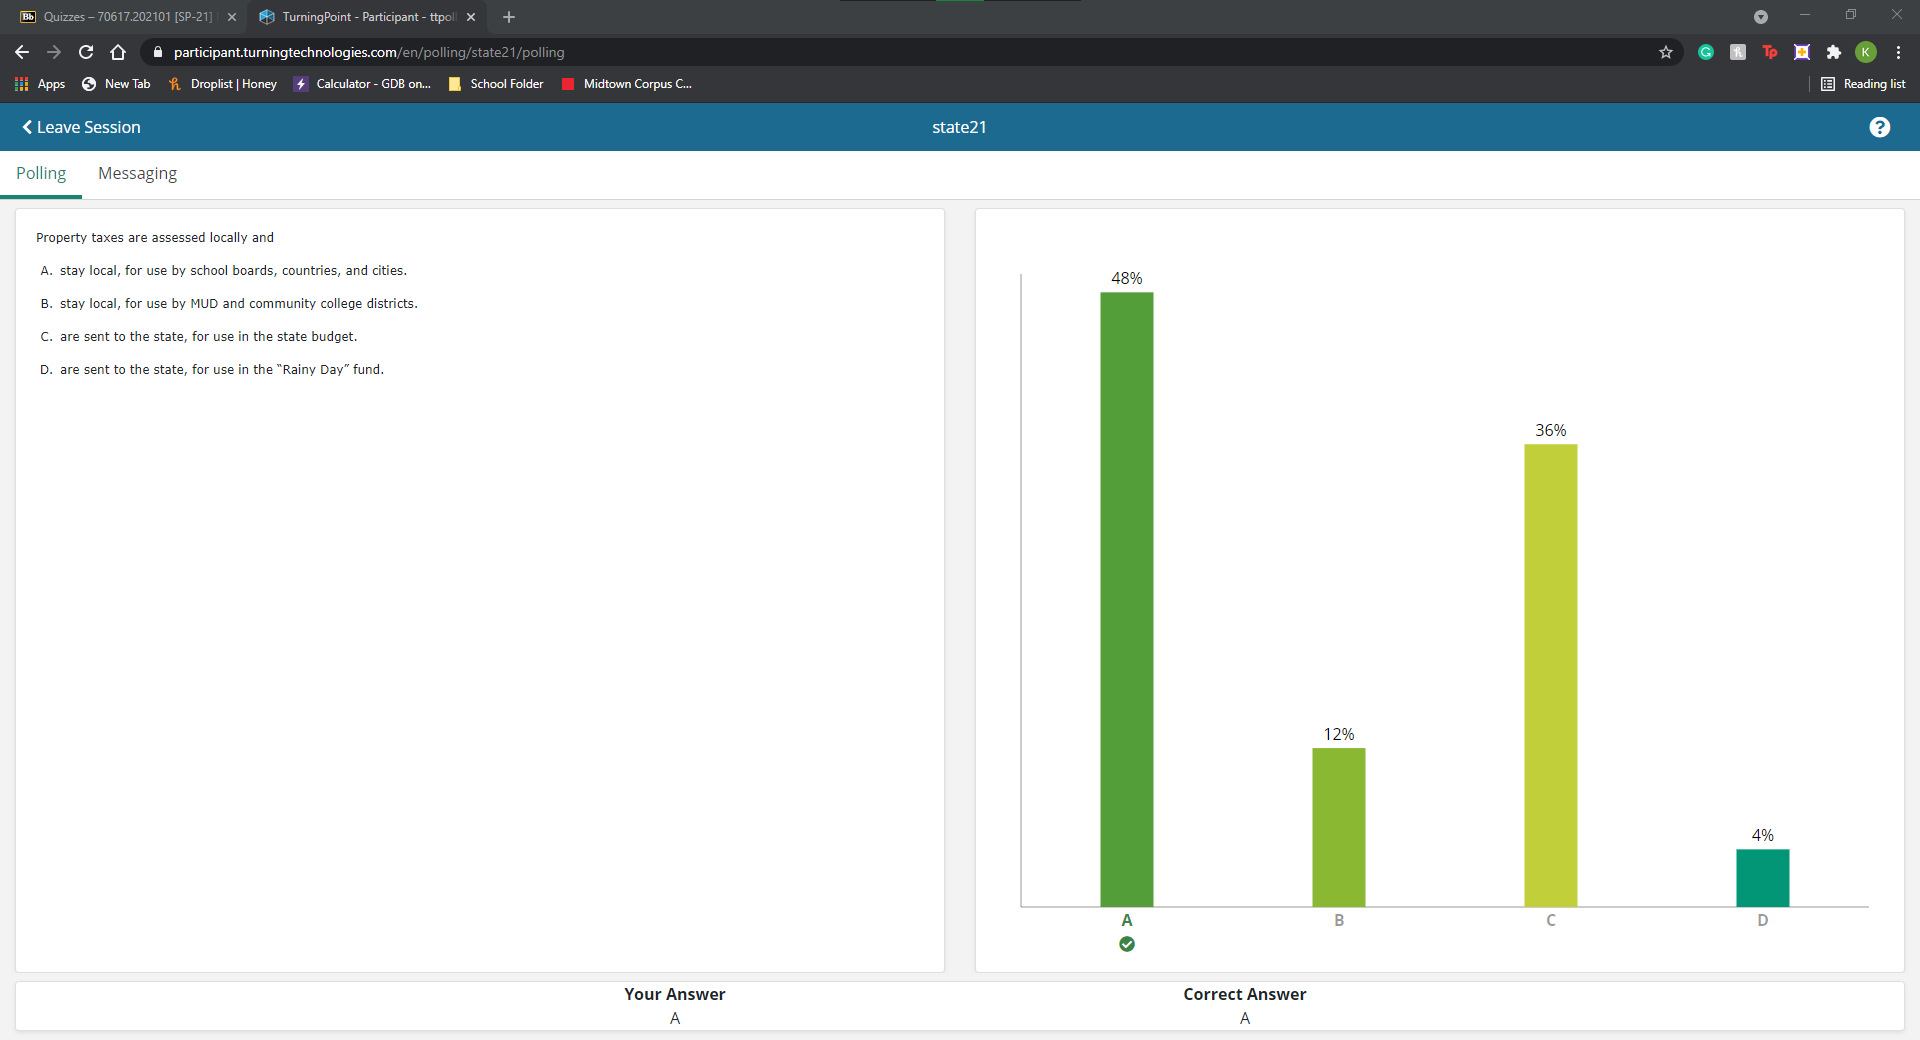 Bb Quizzes – 70617.202101 [SP-21]
TurningPoint - Participant - ttpoll
participant.turningtechnologies.com/en/polling/state21/polling
Tp
K
Apps New Tab Droplist | Honey Calculator - GDB on... School Folder Midtown Corpus C... Reading list
Leave Session state21 ?
Polling Messaging
Property taxes are assessed locally and
A. stay local, for use by school boards, countries, and cities.
B. stay local, for use by MUD and community college districts.
C. are sent to the state, for use in the state budget.
D. are sent to the state, for use in the “Rainy Day” fund.
48%
36%
12%
4%
A B C D
Your Answer Correct Answer
A A